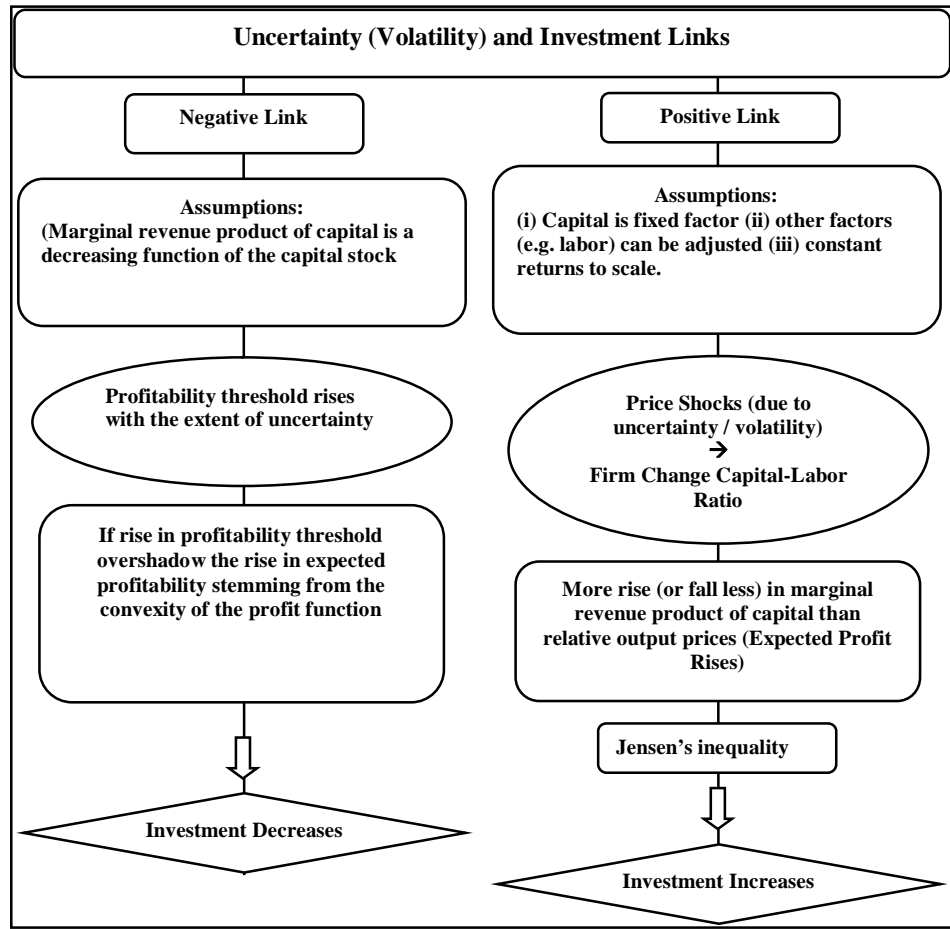 Uncertainty (Volatility) and Investment Links
Negative Link
Assumptions:
(Marginal revenue product of capital is a
decreasing function of the capital stock
Profitability threshold rises
with the extent of uncertainty
If rise in profitability threshold
overshadow the rise in expected
profitability stemming from the
convexity of the profit function
Investment Decreases
Positive Link
Assumptions:
(i) Capital is fixed factor (ii) other factors
(e.g. labor) can be adjusted (iii) constant
returns to scale.
Price Shocks (due to
uncertainty / volatility)
→
Firm Change Capital-Labor
Ratio
More rise (or fall less) in marginal
revenue product of capital than
relative output prices (Expected Profit
Rises)
Jensen’s inequality
Investment Increases